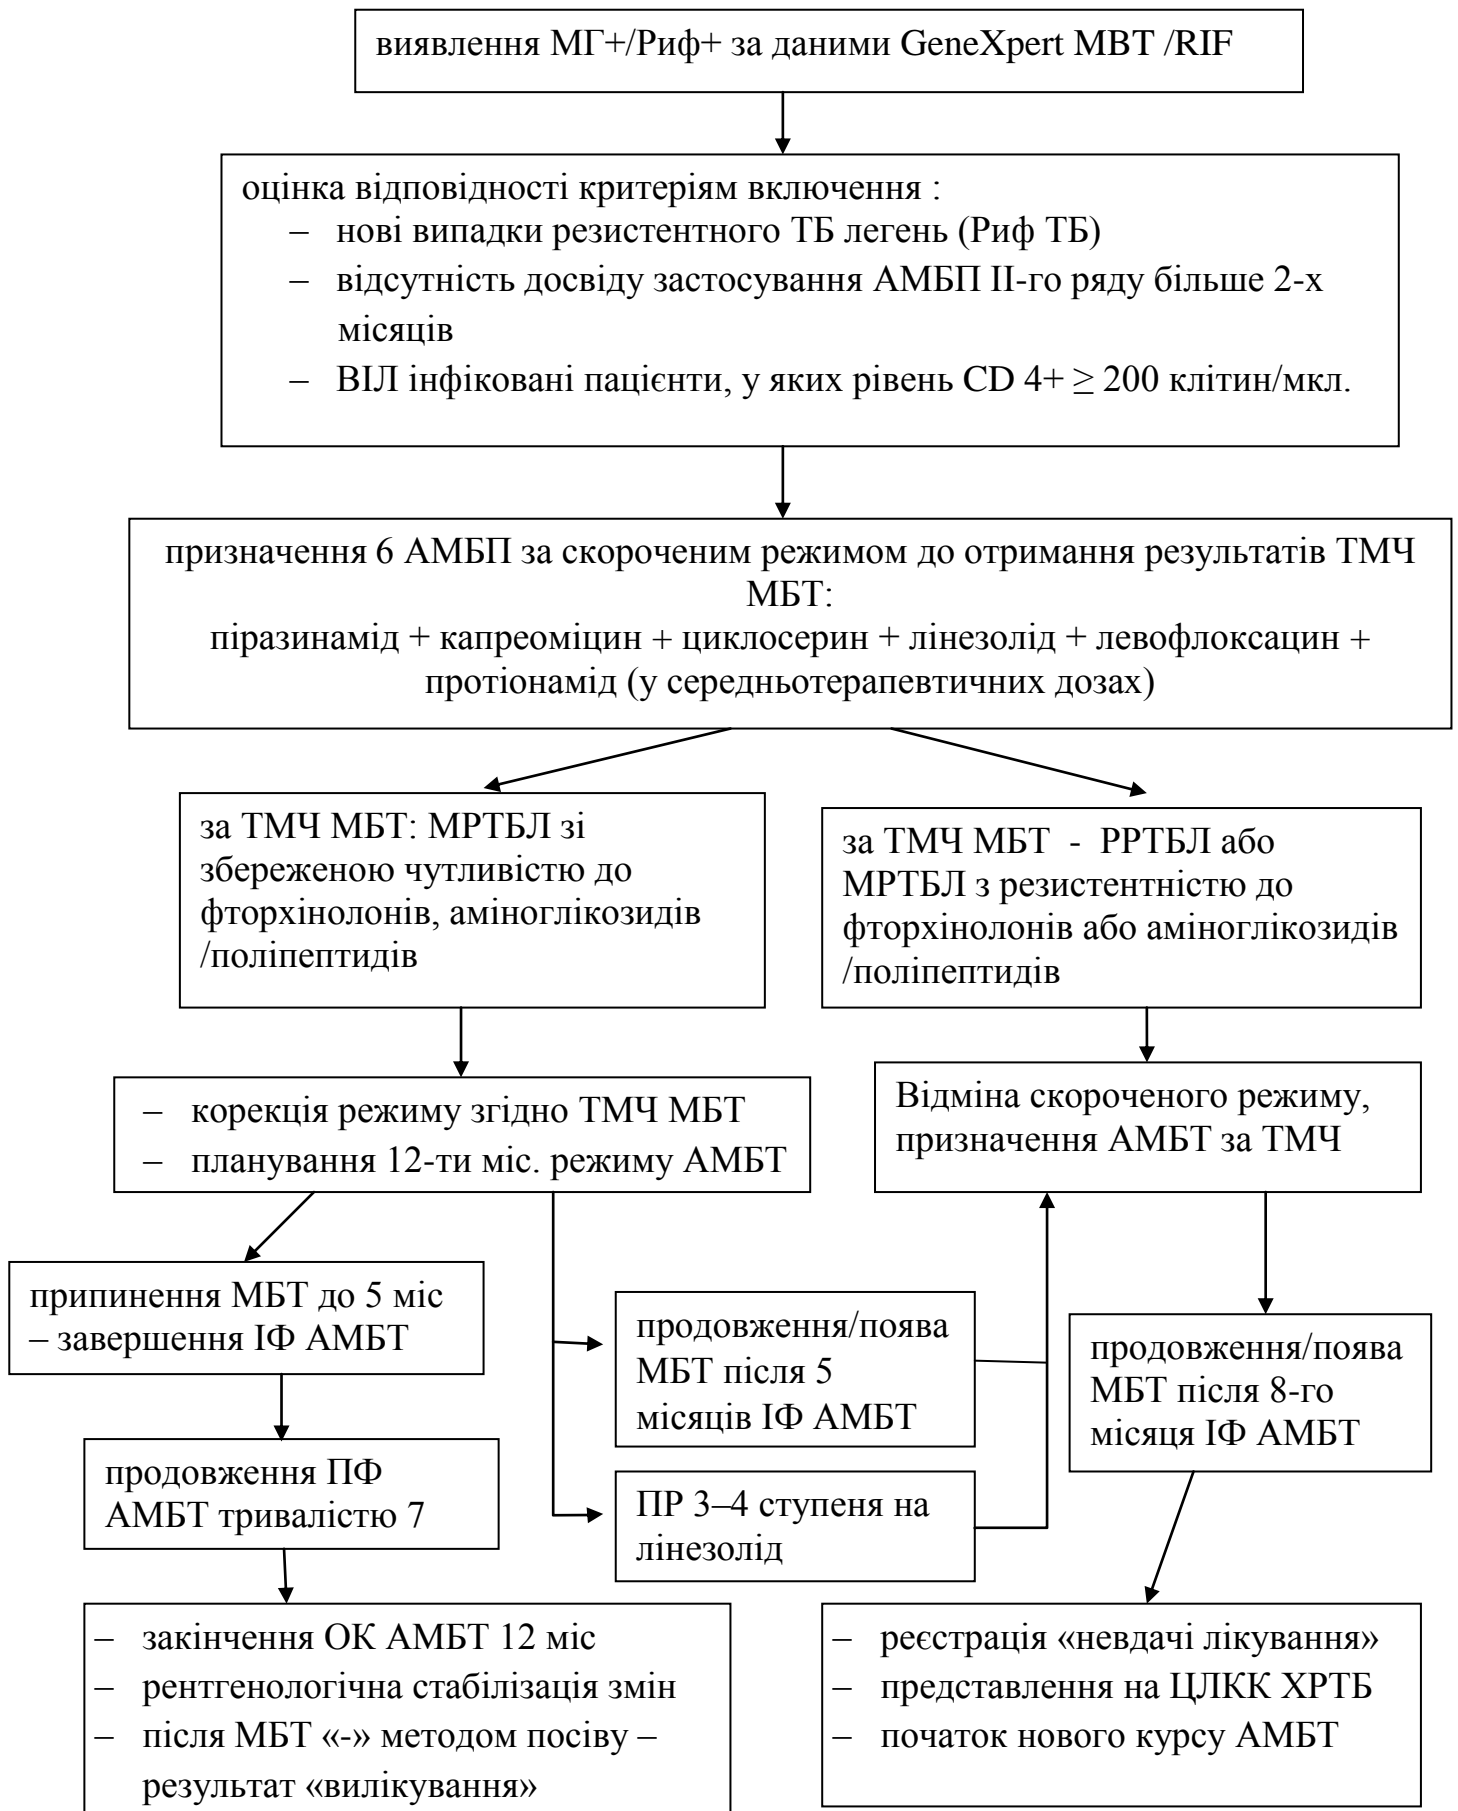 виявлення МГ+/Риф+ за даними GeneXpert MBT /RIF
оцінка відповідності критеріям включення :
– нові випадки резистентного ТБ легень (Риф ТБ)
– відсутність досвіду застосування АМБП ІІ-го ряду більше 2-х
місяців
– ВІЛ інфіковані пацієнти, у яких рівень CD 4+ ≥ 200 клітин/мкл.
призначення 6 АМБП за скороченим режимом до отримання результатів ТМЧ
МБТ:
піразинамід + капреоміцин + циклосерин + лінезолід + левофлоксацин +
протіонамід (у середньотерапевтичних дозах)
за ТМЧ МБТ: МРТБЛ зі
збереженою чутливістю до
фторхінолонів, аміноглікозидів
/поліпептидів
за ТМЧ МБТ - РРТБЛ або
МРТБЛ з резистентністю до
фторхінолонів або аміноглікозидів
/поліпептидів
– корекція режиму згідно ТМЧ МБТ
– планування 12-ти міс. режиму АМБТ
Відміна скороченого режиму,
призначення АМБТ за ТМЧ
припинення МБТ до 5 міс
– завершення ІФ АМБТ
продовження/поява
МБТ після 5
місяців ІФ АМБТ
продовження/поява
МБТ після 8-го
місяця ІФ АМБТ
продовження ПФ
АМБТ тривалістю 7
ПР 3–4 ступеня на
лінезолід
– закінчення ОК АМБТ 12 міс
– рентгенологічна стабілізація змін
– після МБТ «-» методом посіву –
результат «вилікування»
– реєстрація «невдачі лікування»
– представлення на ЦЛКК ХРТБ
– початок нового курсу АМБТ